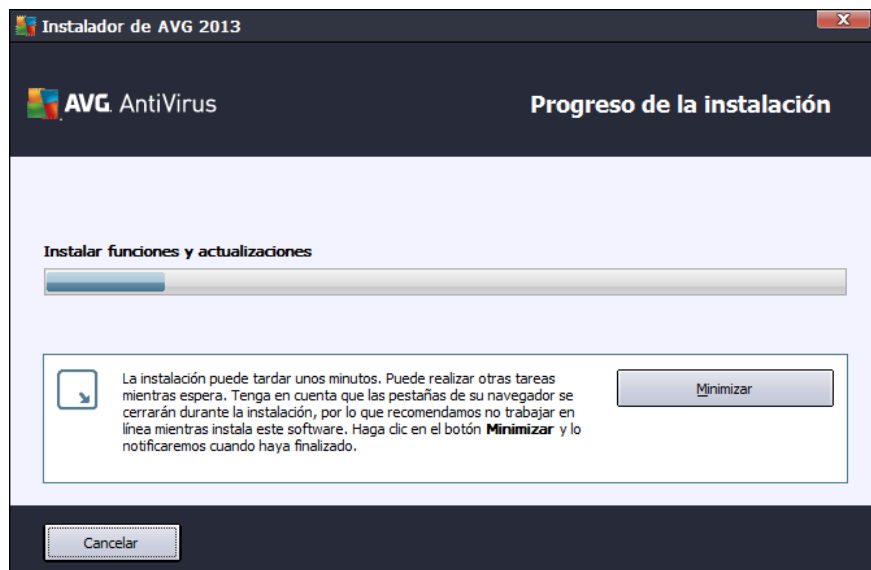 Instalador de AVG 2013
AVG. AntiVirus
Progreso de la instalación
Instalar funciones y actualizaciones
La instalación puede tardar unos minutos. Puede realizar otras tareas
mientras espera. Tenga en cuenta que las pestañas de su navegador se
cerrarán durante la instalación, por lo que recomendamos no trabajar en
línea mientras instala este software. Haga clic en el botón Minimizar y lo
notificaremos cuando haya finalizado.
Minimizar
Cancelar